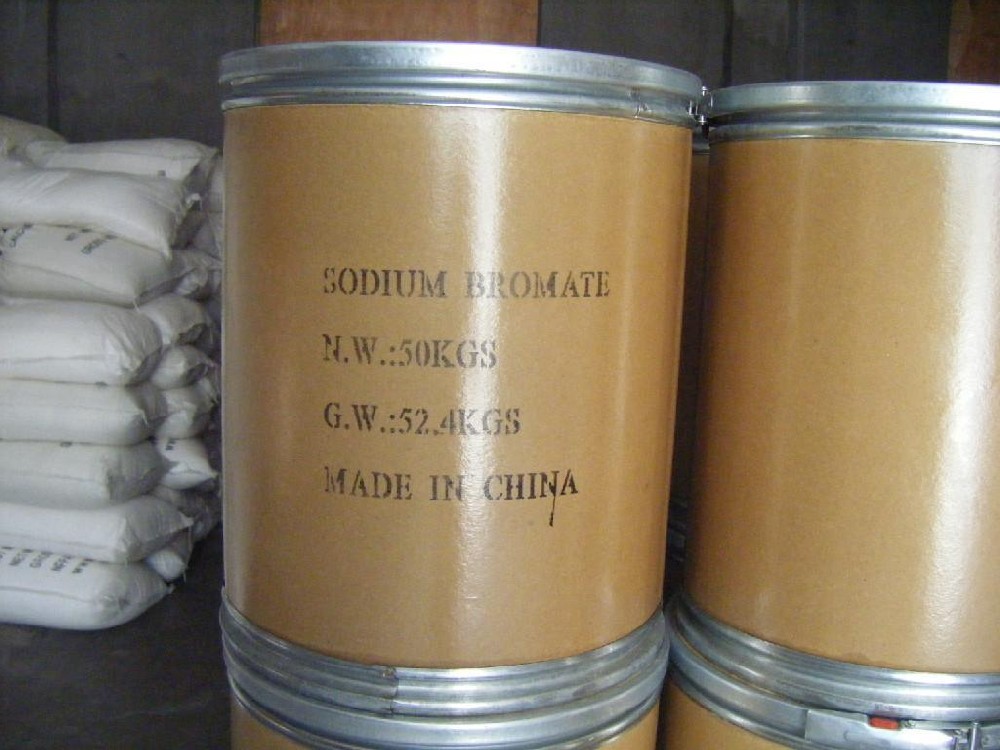 SODIUM BROMATE
N.W.:50KGS
G.W.:52.4KGS
MADE IN CHINA